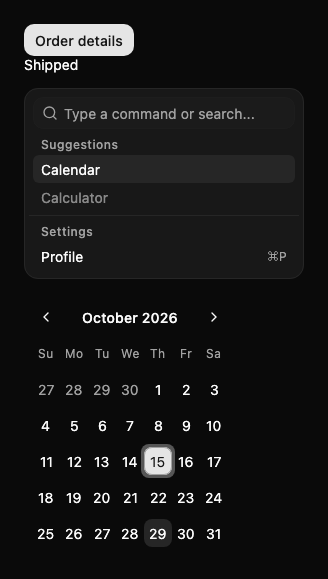 Order details
Shipped
Type a command or search...
Suggestions
Calendar
Calculator
Settings
Profile ⌘P
October 2026
Su Mo Tu We Th Fr Sa
27 28 29 30 1 2 3
4 5 6 7 8 9 10
11 12 13 14 15 16 17
18 19 20 21 22 23 24
25 26 27 28 29 30 31